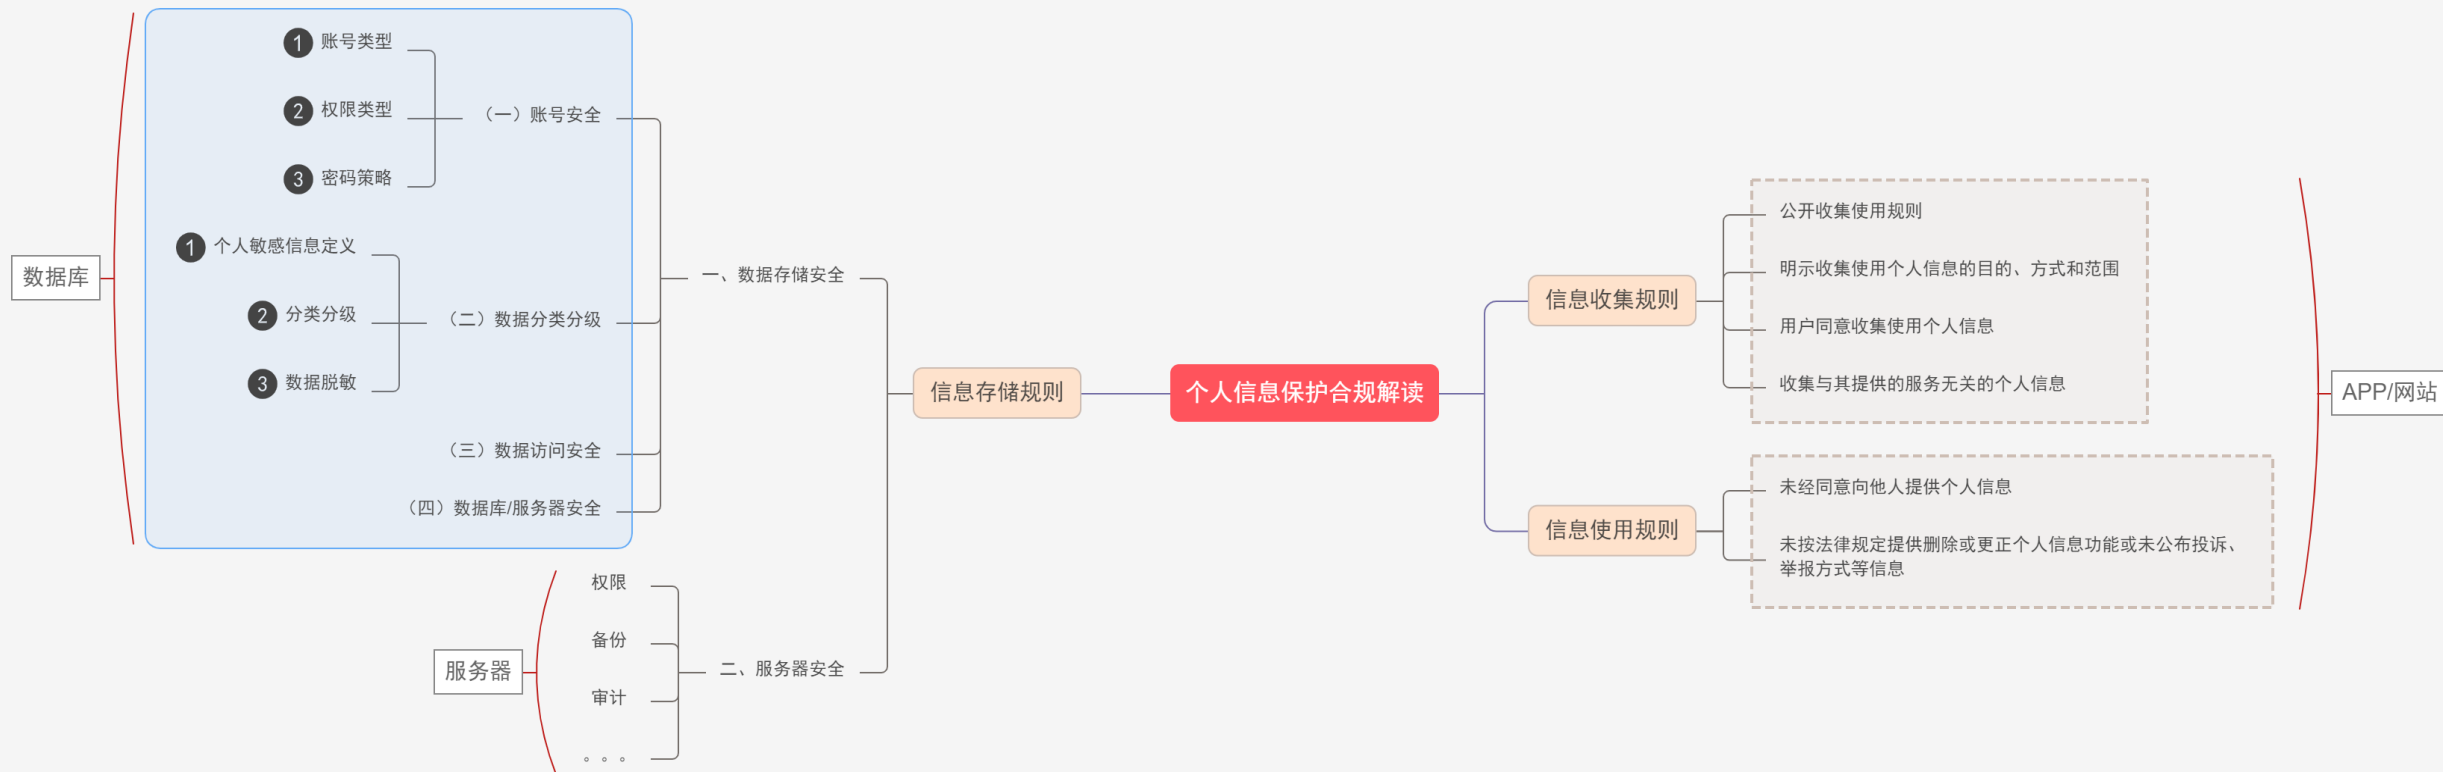 个人信息保护合规解读
信息收集规则
公开收集使用规则
明示收集使用个人信息的目的、方式和范围
用户同意收集使用个人信息
收集与其提供的服务无关的个人信息
信息使用规则
未经同意向他人提供个人信息
未按法律规定提供删除或更正个人信息功能或未公布投诉、
举报方式等信息
APP/网站
信息存储规则
一、数据存储安全
（一）账号安全
1 账号类型
2 权限类型
3 密码策略
（二）数据分类分级
1 个人敏感信息定义
2 分类分级
3 数据脱敏
（三）数据访问安全
（四）数据库/服务器安全
数据库
二、服务器安全
权限
备份
审计
。。。
服务器